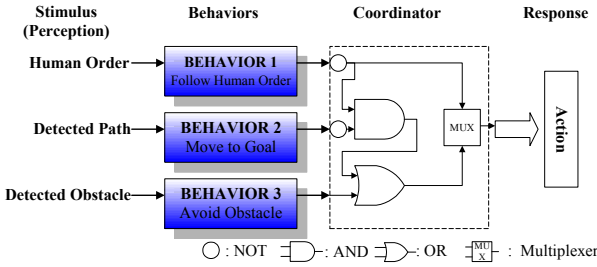 Stimulus
(Perception)
Behaviors
Coordinator
Response
Human Order
BEHAVIOR 1
Follow Human Order
Detected Path
BEHAVIOR 2
Move to Goal
MUX
Action
Detected Obstacle
BEHAVIOR 3
Avoid Obstacle
: NOT
: AND
: OR
MU
X
: Multiplexer